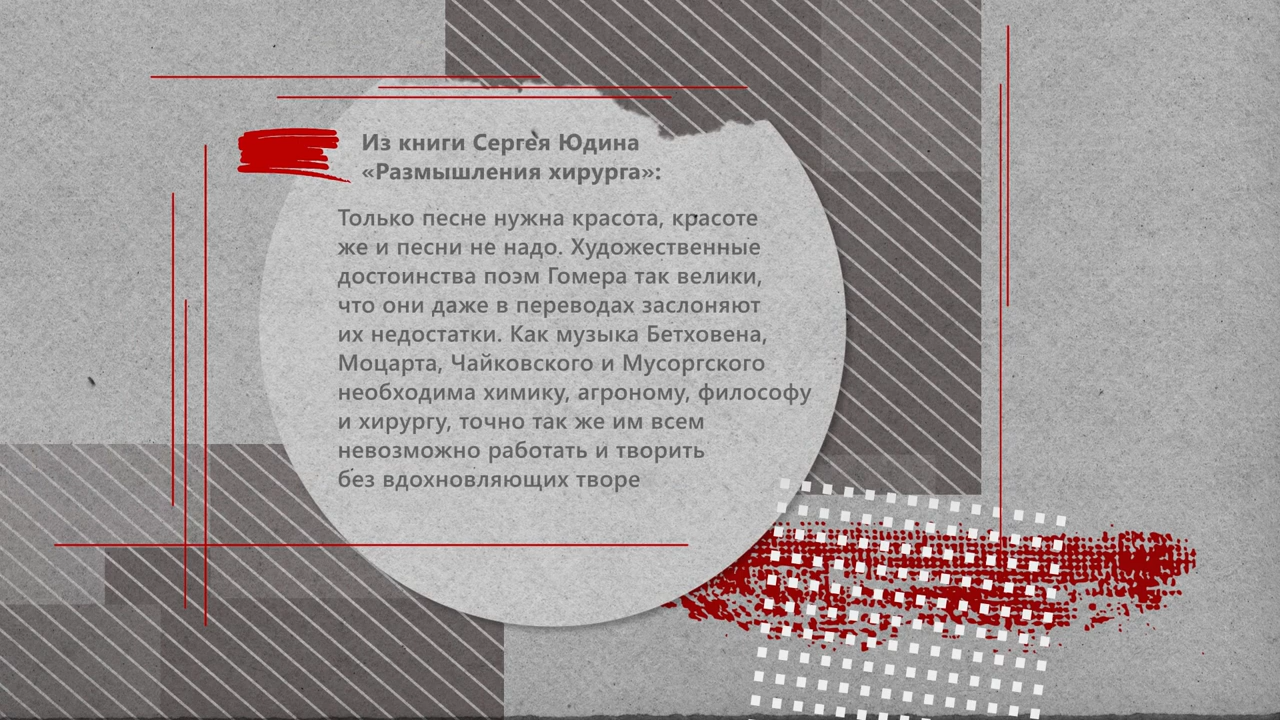 Из книги Сергея Юдина
«Размышления хирурга»:
Только песне нужна красота, красоте
же и песни не надо. Художественные
достоинства поэм Гомера так велики,
что они даже в переводах заслоняют
их недостатки. Как музыка Бетховена,
Моцарта, Чайковского и Мусоргского
необходима химику, агроному, философу
и хирургу, точно так же им всем
невозможно работать и творить
без вдохновляющих творе